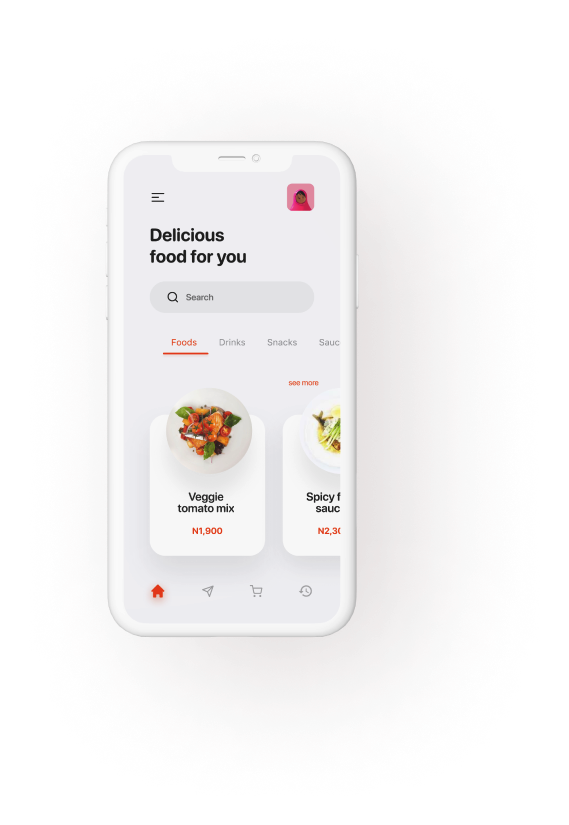 Delicious
food for you
Search
Foods Drinks Snacks Sauc
see more
Veggie
tomato mix
N1,900
Spicy f
sauc
N2,30